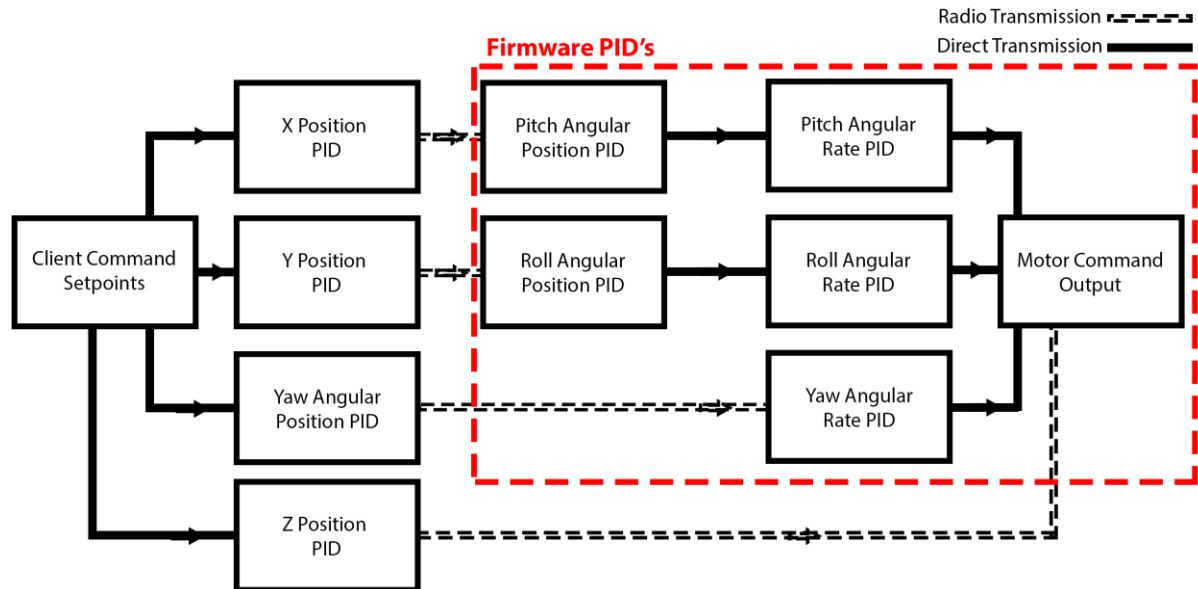 Radio Transmission
Direct Transmission
Firmware PID's
X Position
PID
Pitch Angular
Position PID
Pitch Angular
Rate PID
Client Command
Setpoints
Y Position
PID
Roll Angular
Position PID
Roll Angular
Rate PID
Motor Command
Output
Yaw Angular
Position PID
Yaw Angular
Rate PID
Z Position
PID